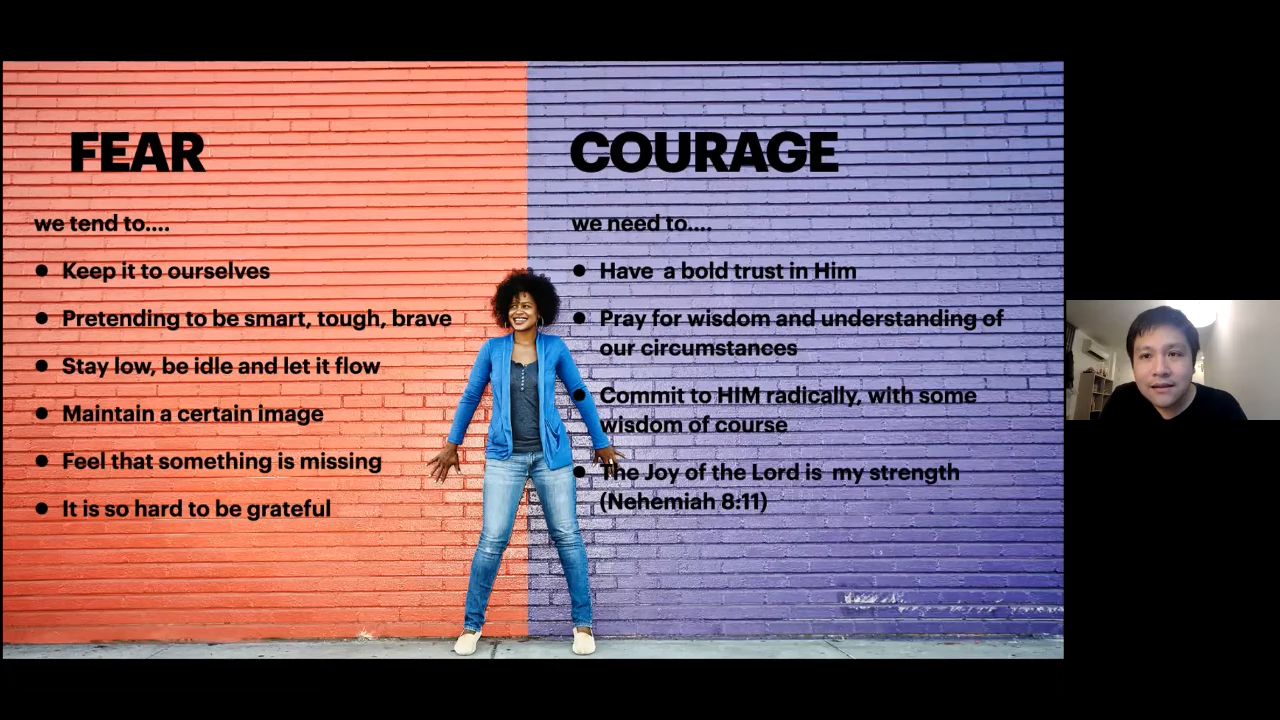 FEAR
we tend to....
● Keep it to ourselves
● Pretending to be smart, tough, brave
● Stay low, be idle and let it flow
● Maintain a certain image
● Feel that something is missing
● It is so hard to be grateful
COURAGE
we need to....
● Have  a bold trust in Him
● Pray for wisdom and understanding of
our circumstances
● Commit to HIM radically, with some
wisdom of course
● The Joy of the Lord is  my strength
(Nehemiah 8:11)